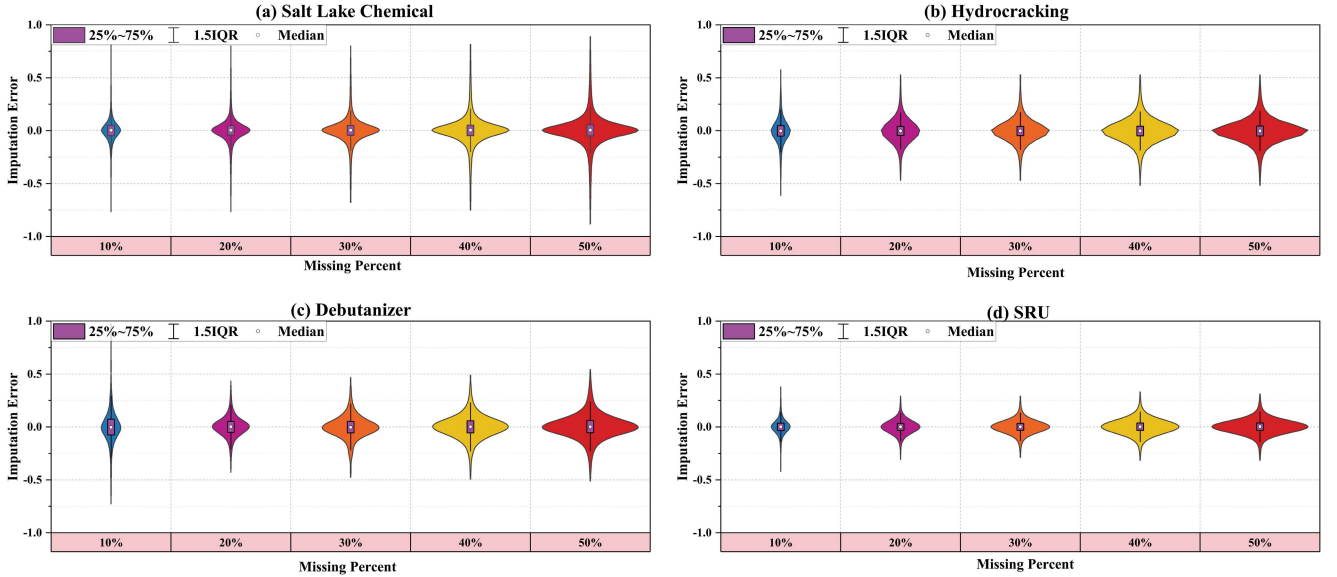 (a) Salt Lake Chemical
25%~75% 1.5IQR Median
1.0
0.5
0.0
-0.5
-1.0
Imputation Error
10% 20% 30% 40% 50%
Missing Percent
(b) Hydrocracking
25%~75% 1.5IQR Median
1.0
0.5
0.0
-0.5
-1.0
Imputation Error
10% 20% 30% 40% 50%
Missing Percent
(c) Debutanizer
25%~75% 1.5IQR Median
1.0
0.5
0.0
-0.5
-1.0
Imputation Error
10% 20% 30% 40% 50%
Missing Percent
(d) SRU
25%~75% 1.5IQR Median
1.0
0.5
0.0
-0.5
-1.0
Imputation Error
10% 20% 30% 40% 50%
Missing Percent